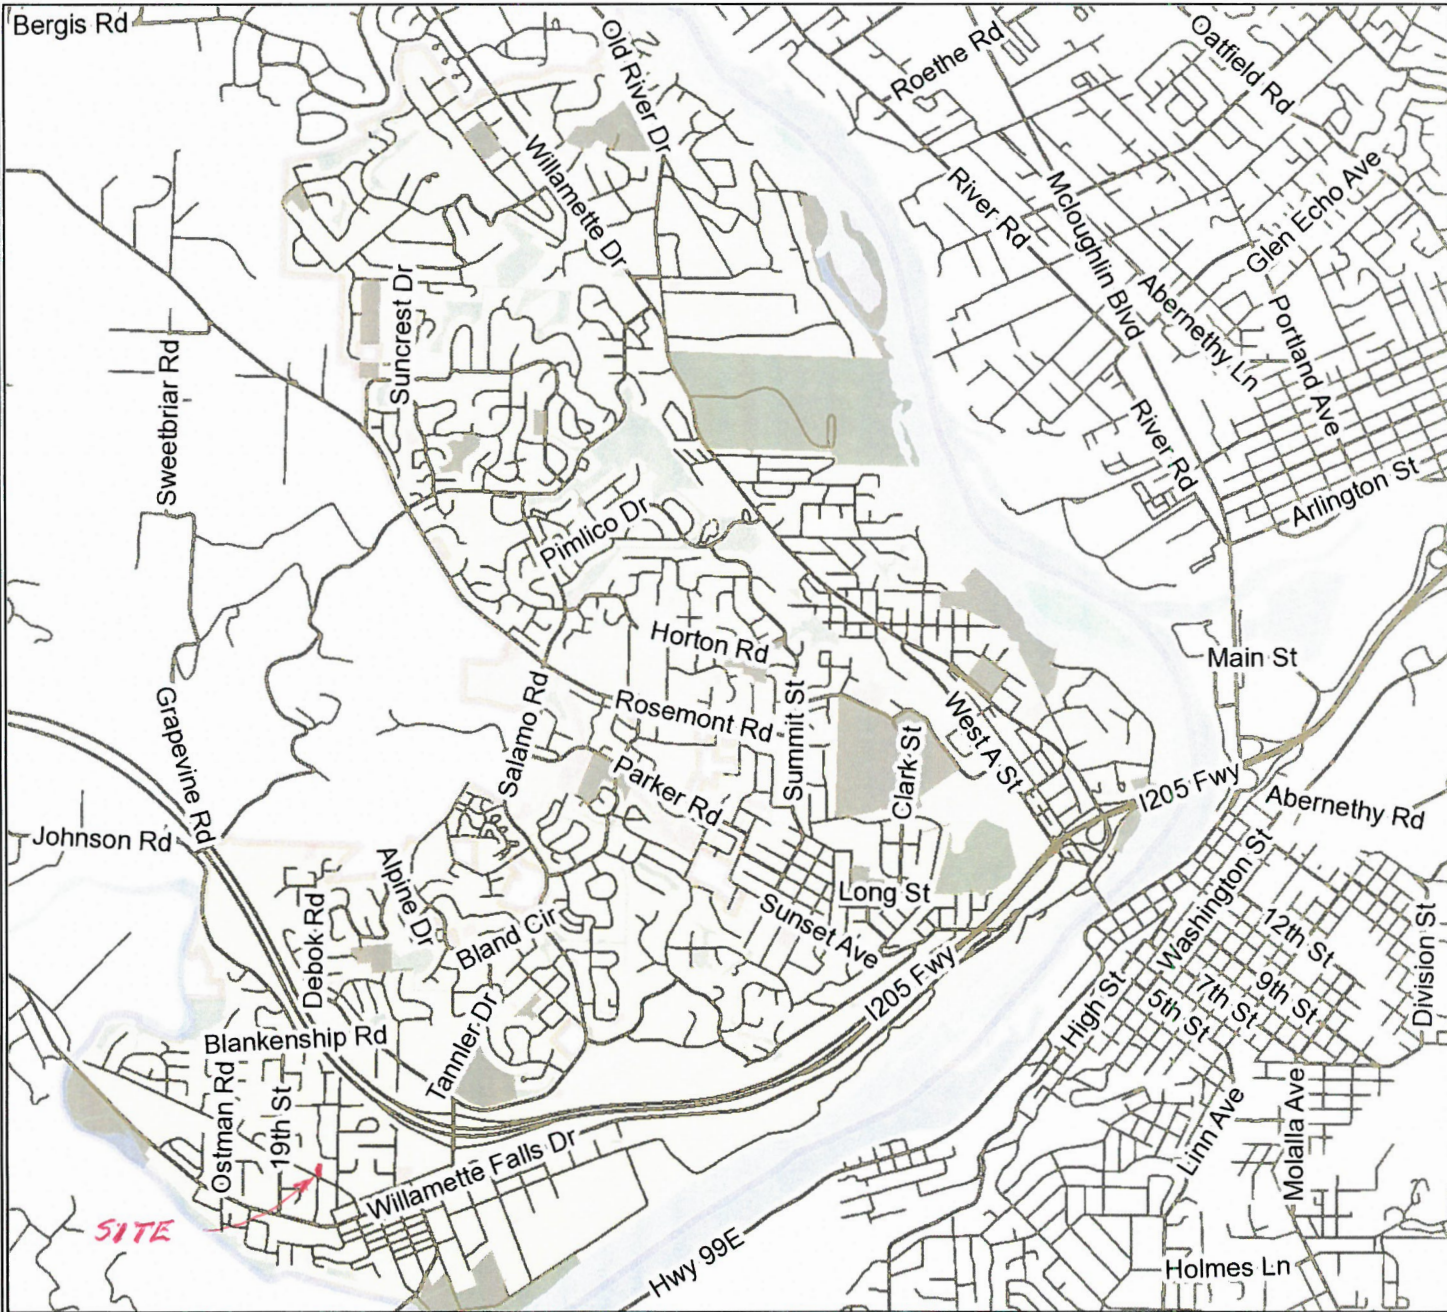 Bergis Rd
Old River Dr
Roethe Rd
Oatfield Rd
Willamette Dr
River Rd
Mcloughlin Blvd
Glen Echo Ave
Abernethy Ln
Portland Ave
Suncrest Dr
Sweetbriar Rd
River Rd
Arlington St
Pimlico Dr
Horton Rd
Main St
Grapevine Rd
Salamo Rd
Rosemont Rd
Summit St
Clark St
West A St
Parker Rd
I205 Fwy
Abernethy Rd
Johnson Rd
Alpine Dr
Long St
Washington St
Debok Rd
Bland Cir
Sunset Ave
12th St
Division St
Tannler Dr
I205 Fwy
High St
9th St
7th St
5th St
Blankenship Rd
Ostman Rd
19th St
Willamette Falls Dr
Linn Ave
Molalla Ave
SITE
Hwy 99E
Holmes Ln